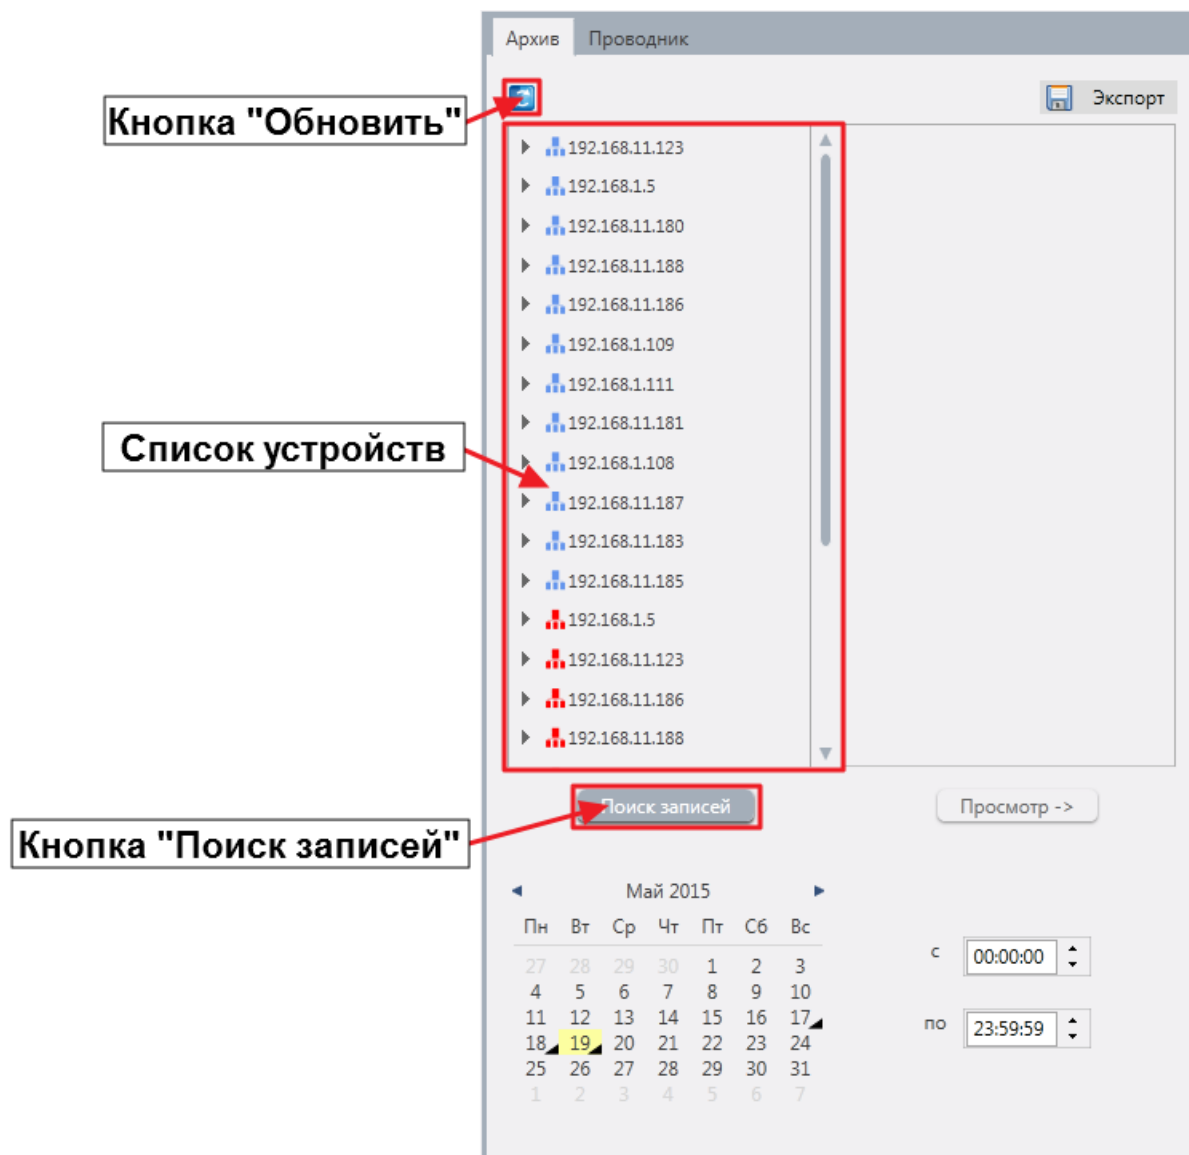 Архив Проводник
Экспорт
Кнопка "Обновить"
192.168.11.123
192.168.1.5
192.168.11.180
192.168.11.188
192.168.11.186
192.168.1.109
192.168.1.111
192.168.11.181
Список устройств
192.168.1.108
192.168.11.187
192.168.11.183
192.168.11.185
192.168.1.5
192.168.11.123
192.168.11.186
192.168.11.188
Поиск записей Просмотр ->
Кнопка "Поиск записей"
Май 2015
Пн Вт Ср Чт Пт Сб Вс
27 28 29 30 1 2 3
4 5 6 7 8 9 10
11 12 13 14 15 16 17
18 19 20 21 22 23 24
25 26 27 28 29 30 31
1 2 3 4 5 6 7
с 00:00:00
по 23:59:59